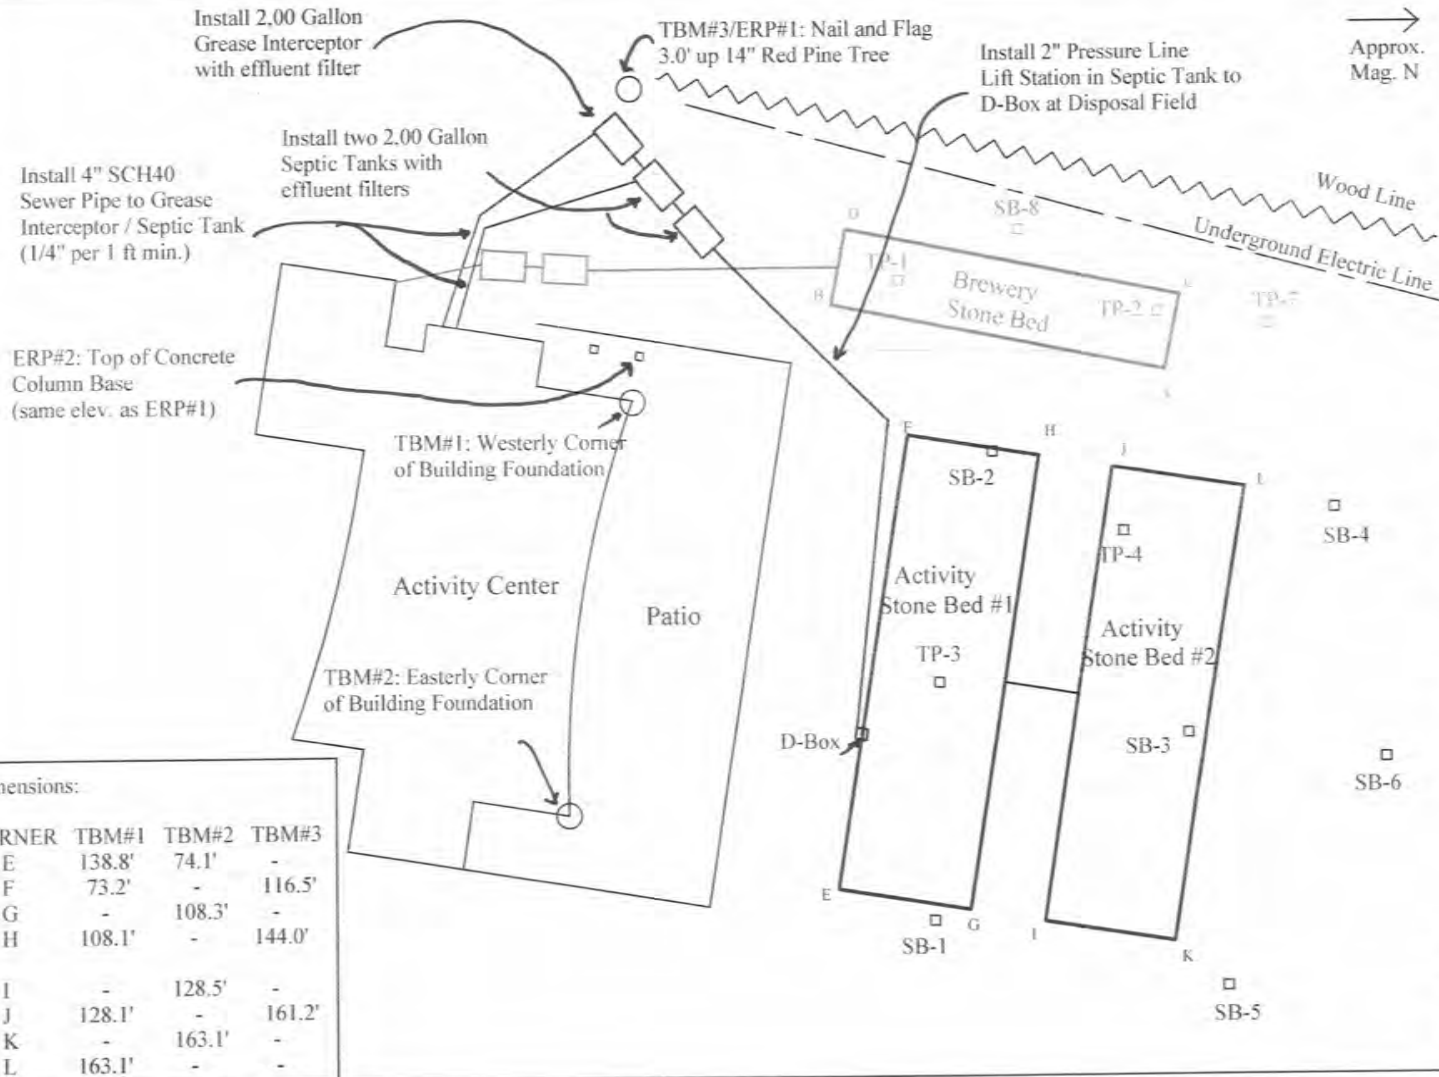 Install 2,00 Gallon
Grease Interceptor
with effluent filter
TBM#3/ERP#1: Nail and Flag
3.0' up 14" Red Pine Tree
Install 2" Pressure Line
Lift Station in Septic Tank to
D-Box at Disposal Field
Approx.
Mag. N
Install two 2.00 Gallon
Septic Tanks with
effluent filters
Install 4" SCH40
Sewer Pipe to Grease
Interceptor / Septic Tank
(1/4" per 1 ft min.)
Wood Line
Underground Electric Line
SB-8
TP-1
Brewery
Stone Bed
TP-2
TP-7
B
ERP#2: Top of Concrete
Column Base
(same elev. as ERP#1)
TBM#1: Westerly Corner
of Building Foundation
F
H
J
L
SB-2
SB-4
TP-4
Activity Center
Patio
Activity
Stone Bed #1
Activity
Stone Bed #2
TP-3
TBM#2: Easterly Corner
of Building Foundation
D-Box
SB-3
SB-6
E
G
I
K
SB-1
SB-5
mensions:
RNER TBM#1 TBM#2 TBM#3
E 138.8' 74.1' -
F 73.2' - 116.5'
G - 108.3' -
H 108.1' - 144.0'
I - 128.5' -
J 128.1' - 161.2'
K - 163.1' -
L 163.1' - -